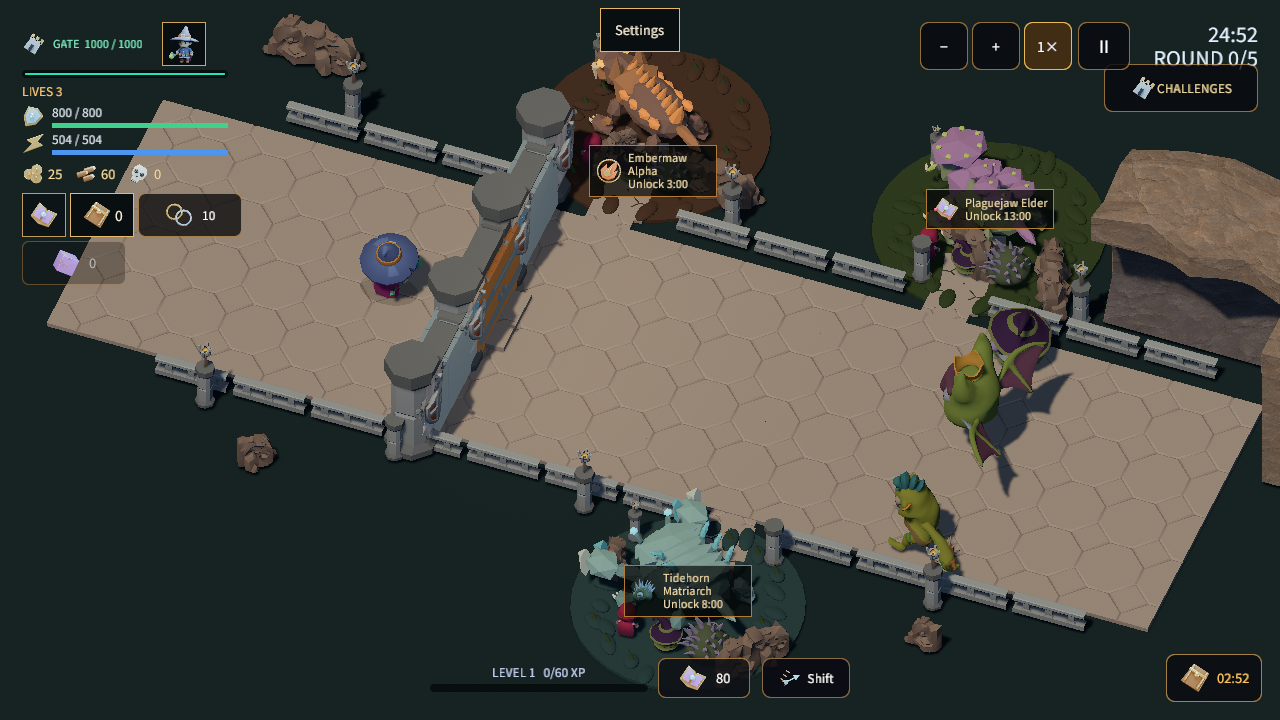 GATE 1000 / 1000
Settings
−
+
1×
24:52
ROUND 0/5
CHALLENGES
LIVES 3
800 / 800
504 / 504
25
60
0
0
10
0
Embermaw
Alpha
Unlock 3:00
Plaguejaw Elder
Unlock 13:00
Tidehorn
Matriarch
Unlock 8:00
LEVEL 1 0/60 XP
80
Shift
02:52